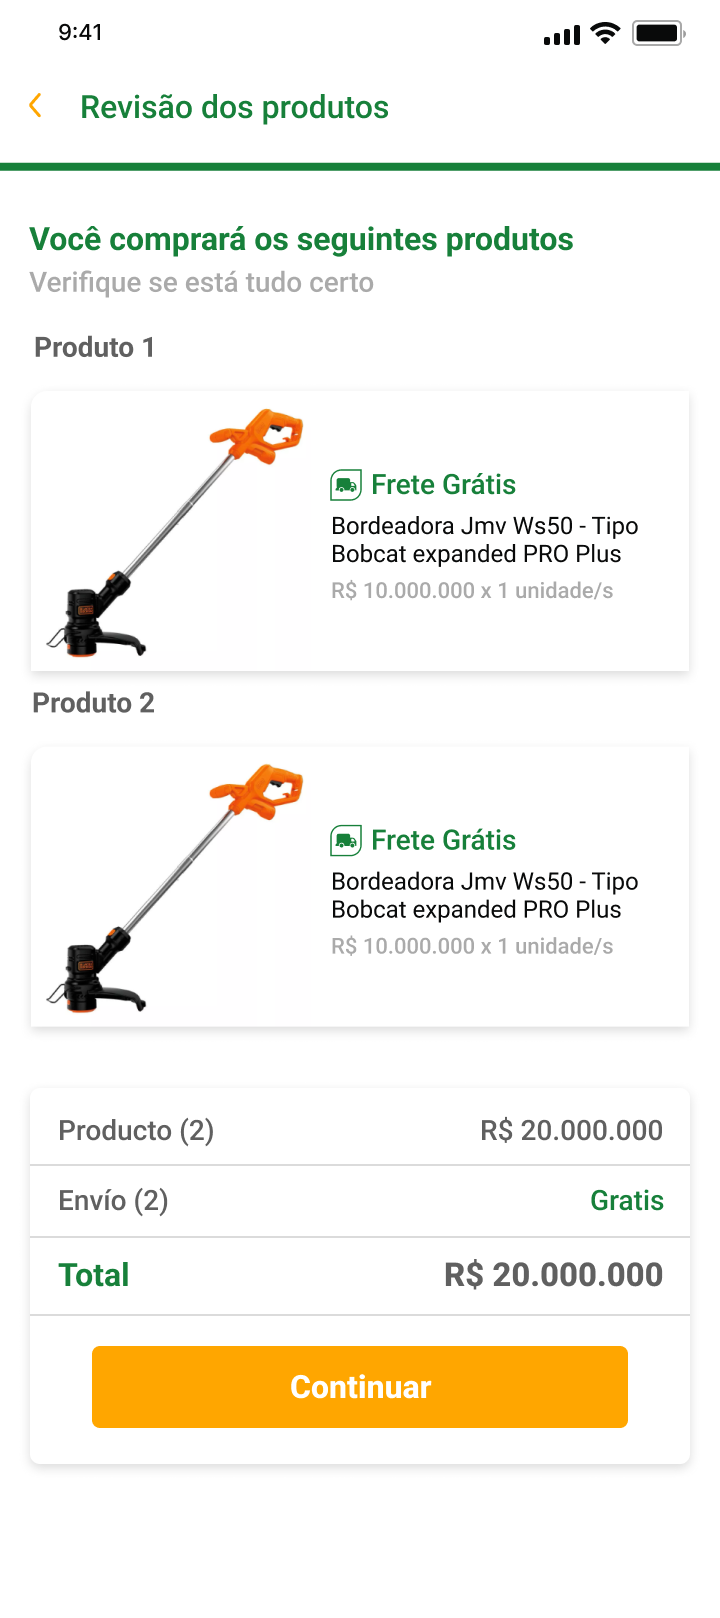 9:41
Revisão dos produtos
Você comprará os seguintes produtos
Verifique se está tudo certo
Produto 1
Frete Grátis
Bordeadora Jmv Ws50 - Tipo
Bobcat expanded PRO Plus
R$ 10.000.000 x 1 unidade/s
Produto 2
Frete Grátis
Bordeadora Jmv Ws50 - Tipo
Bobcat expanded PRO Plus
R$ 10.000.000 x 1 unidade/s
Producto (2) R$ 20.000.000
Envío (2) Gratis
Total R$ 20.000.000
Continuar